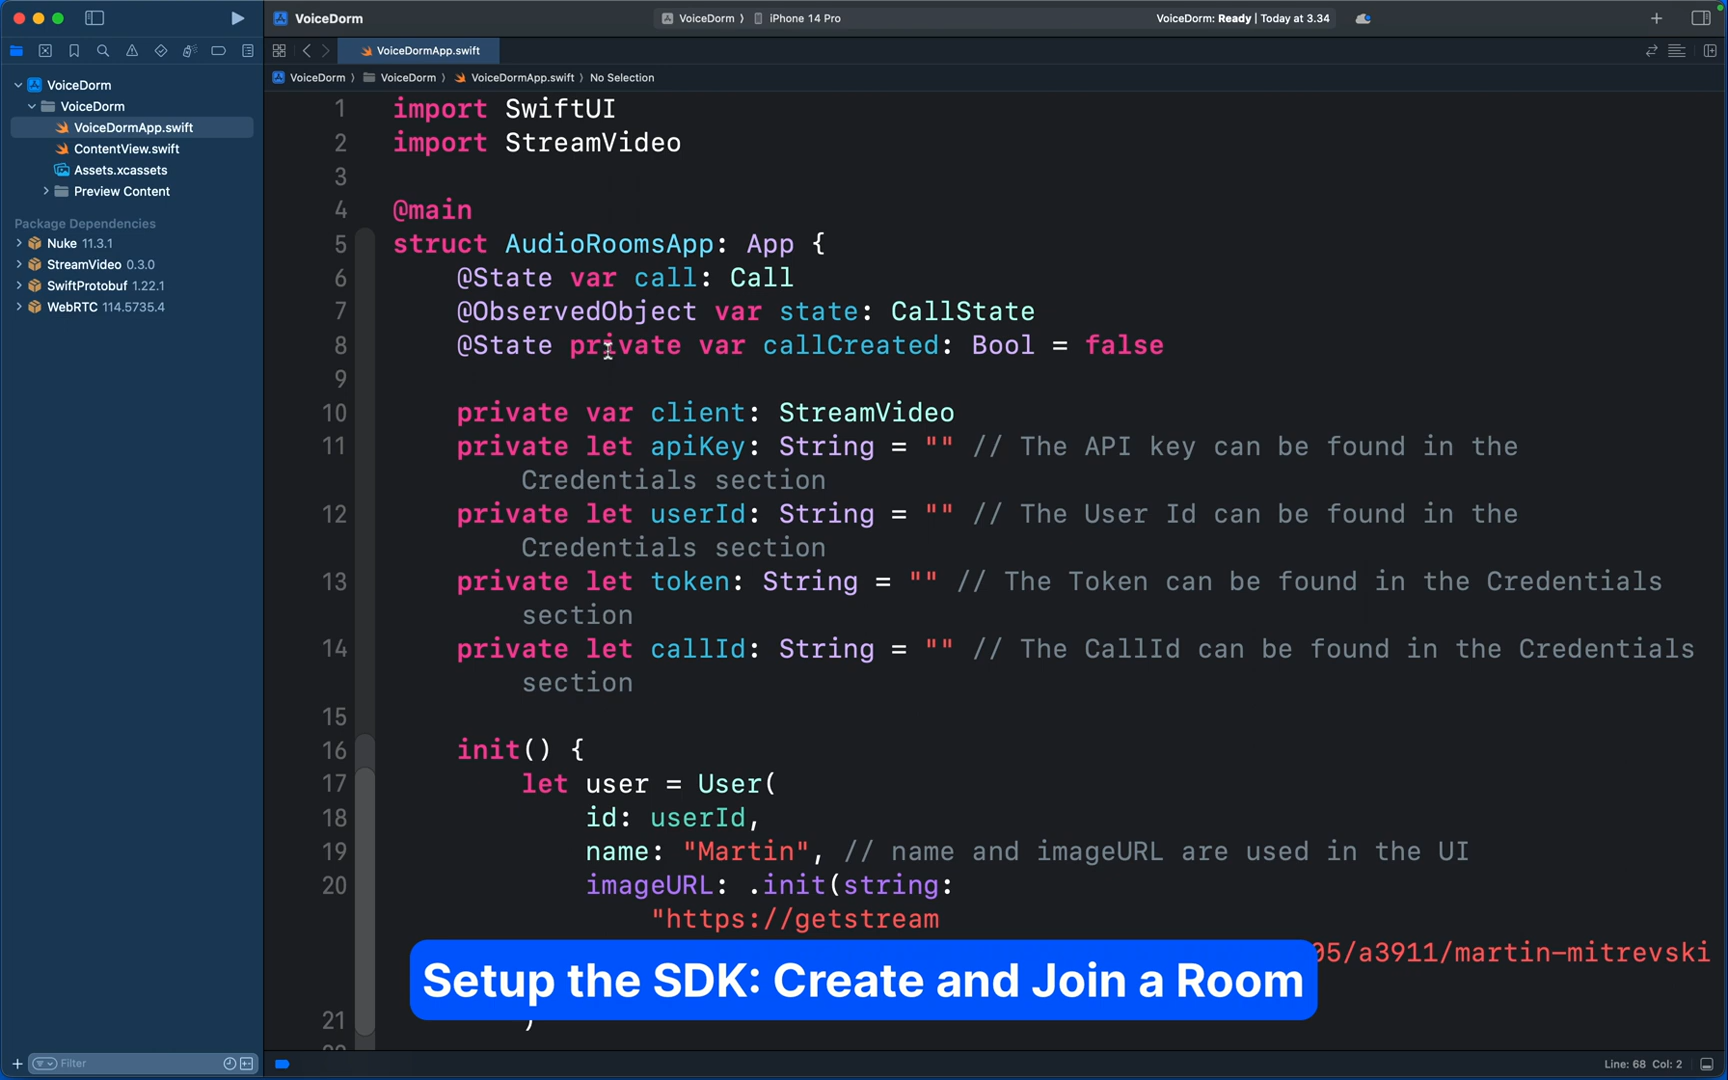 VoiceDorm
VoiceDorm ⟩ iPhone 14 Pro
VoiceDorm: Ready | Today at 3.34
VoiceDormApp.swift
VoiceDorm ⟩ VoiceDorm ⟩ VoiceDormApp.swift ⟩ No Selection
VoiceDorm
VoiceDorm
VoiceDormApp.swift
ContentView.swift
Assets.xcassets
Preview Content
Package Dependencies
Nuke 11.3.1
StreamVideo 0.3.0
SwiftProtobuf 1.22.1
WebRTC 114.5735.4
1 import SwiftUI
2 import StreamVideo
3
4 @main
5 struct AudioRoomsApp: App {
6 @State var call: Call
7 @ObservedObject var state: CallState
8 @State private var callCreated: Bool = false
9
10 private var client: StreamVideo
11 private let apiKey: String = "" // The API key can be found in the
Credentials section
12 private let userId: String = "" // The User Id can be found in the
Credentials section
13 private let token: String = "" // The Token can be found in the Credentials
section
14 private let callId: String = "" // The CallId can be found in the Credentials
section
15
16 init() {
17 let user = User(
18 id: userId,
19 name: "Martin", // name and imageURL are used in the UI
20 imageURL: .init(string:
"https://getstream
05/a3911/martin-mitrevski
Setup the SDK: Create and Join a Room
21 )
Filter
Line: 68 Col: 2